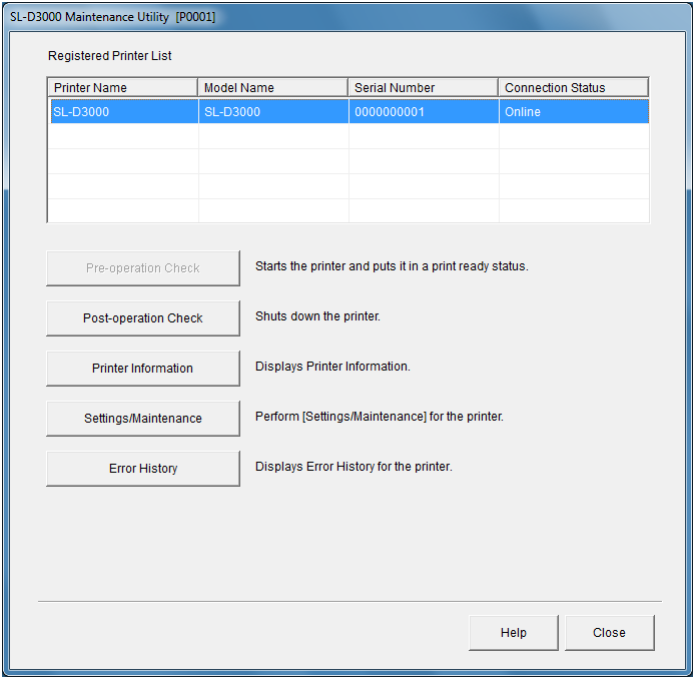 SL-D3000 Maintenance Utility [P0001]
Registered Printer List
Printer Name Model Name Serial Number Connection Status
SL-D3000 SL-D3000 0000000001 Online
Pre-operation Check Starts the printer and puts it in a print ready status.
Post-operation Check Shuts down the printer.
Printer Information Displays Printer Information.
Settings/Maintenance Perform [Settings/Maintenance] for the printer.
Error History Displays Error History for the printer.
Help Close